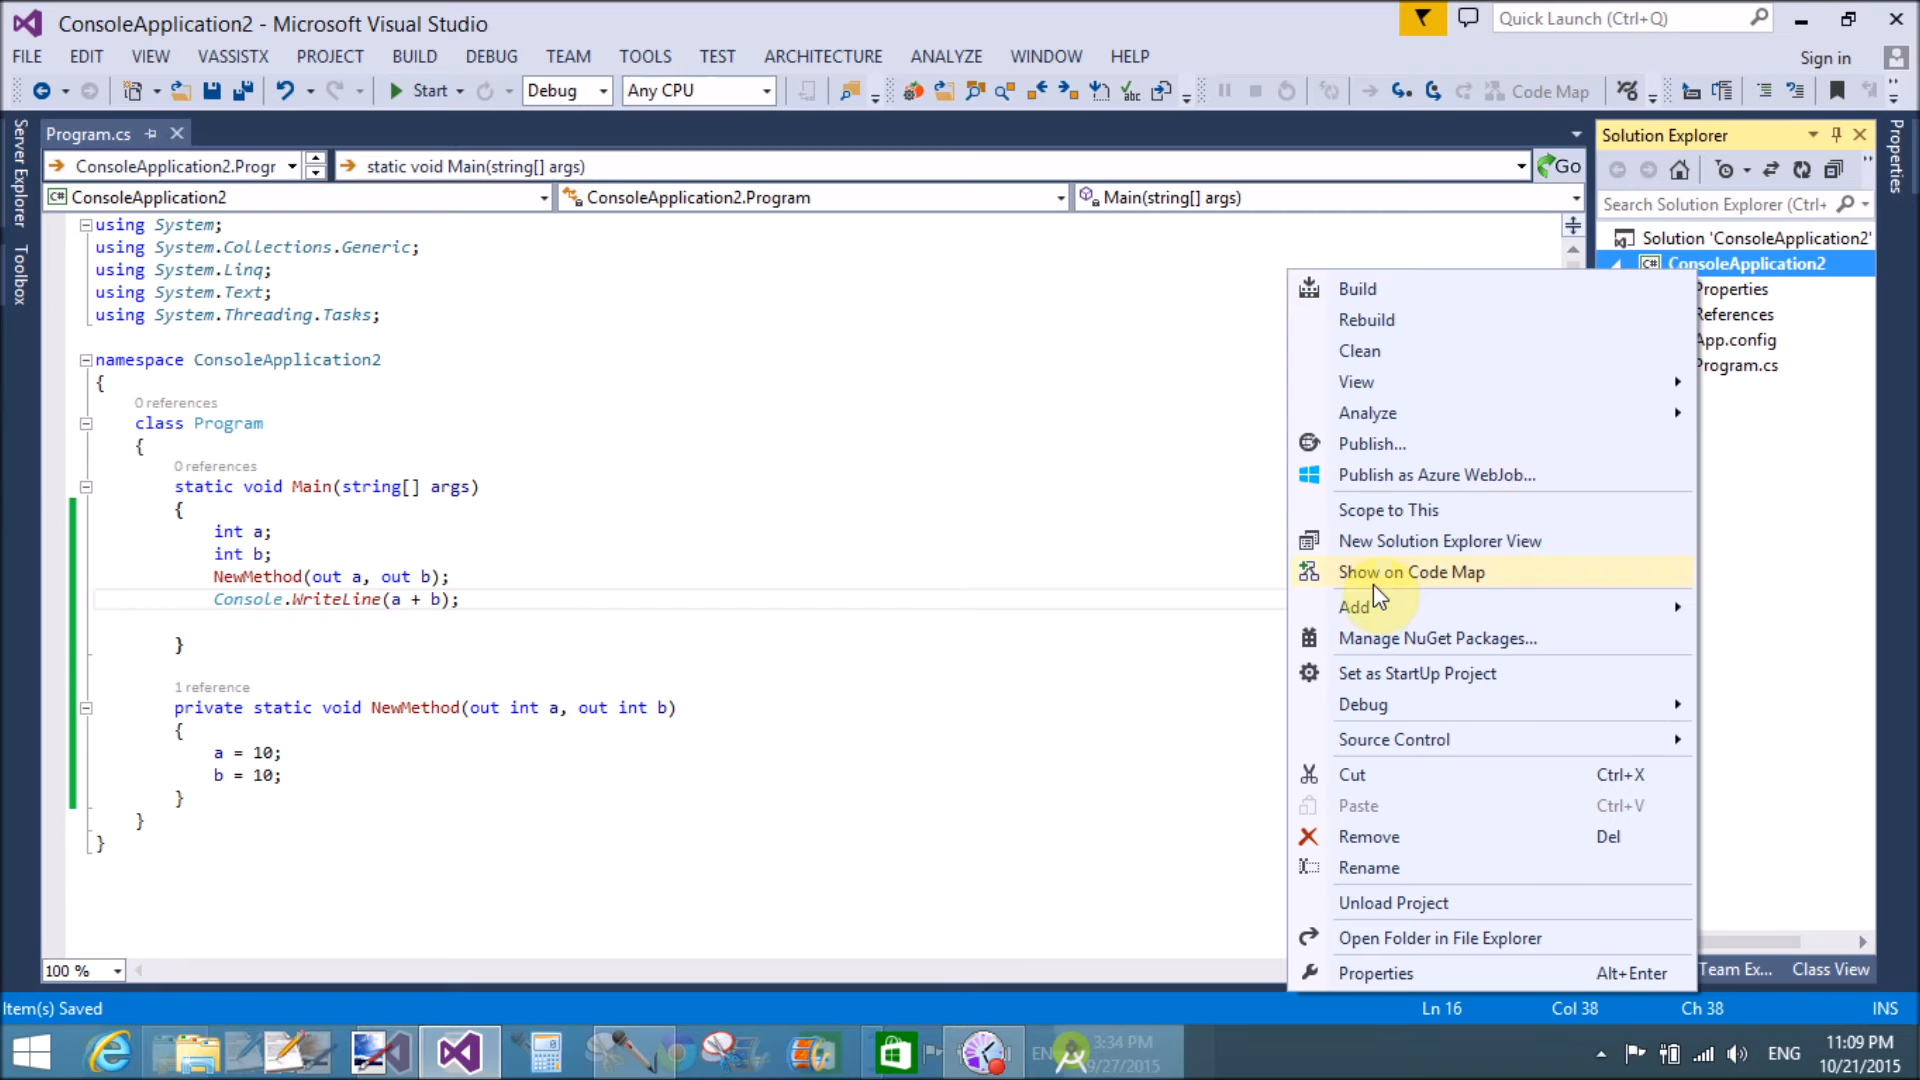 ConsoleApplication2 - Microsoft Visual Studio
Quick Launch (Ctrl+Q)
FILE EDIT VIEW VASSISTX PROJECT BUILD DEBUG TEAM TOOLS TEST ARCHITECTURE ANALYZE WINDOW HELP
Sign in
Start Debug Any CPU Code Map
Server Explorer
Toolbox
Program.cs
ConsoleApplication2.Progr static void Main(string[] args) Go
C# ConsoleApplication2 ConsoleApplication2.Program Main(string[] args)
using System;
using System.Collections.Generic;
using System.Linq;
using System.Text;
using System.Threading.Tasks;
namespace ConsoleApplication2
{
0 references
class Program
{
0 references
static void Main(string[] args)
{
int a;
int b;
NewMethod(out a, out b);
Console.WriteLine(a + b);
}
1 reference
private static void NewMethod(out int a, out int b)
{
a = 10;
b = 10;
}
}
}
100 %
Solution Explorer
Search Solution Explorer (Ctrl+
Solution 'ConsoleApplication2'
C# ConsoleApplication2
Properties
References
App.config
Program.cs
Properties
Build
Rebuild
Clean
View
Analyze
Publish...
Publish as Azure WebJob...
Scope to This
New Solution Explorer View
Show on Code Map
Add
Manage NuGet Packages...
Set as StartUp Project
Debug
Source Control
Cut Ctrl+X
Paste Ctrl+V
Remove Del
Rename
Unload Project
Open Folder in File Explorer
Properties Alt+Enter
Team Ex... Class View
Item(s) Saved
Ln 16 Col 38 Ch 38 INS
EN 3:34 PM
9/27/2015
ENG
11:09 PM
10/21/2015